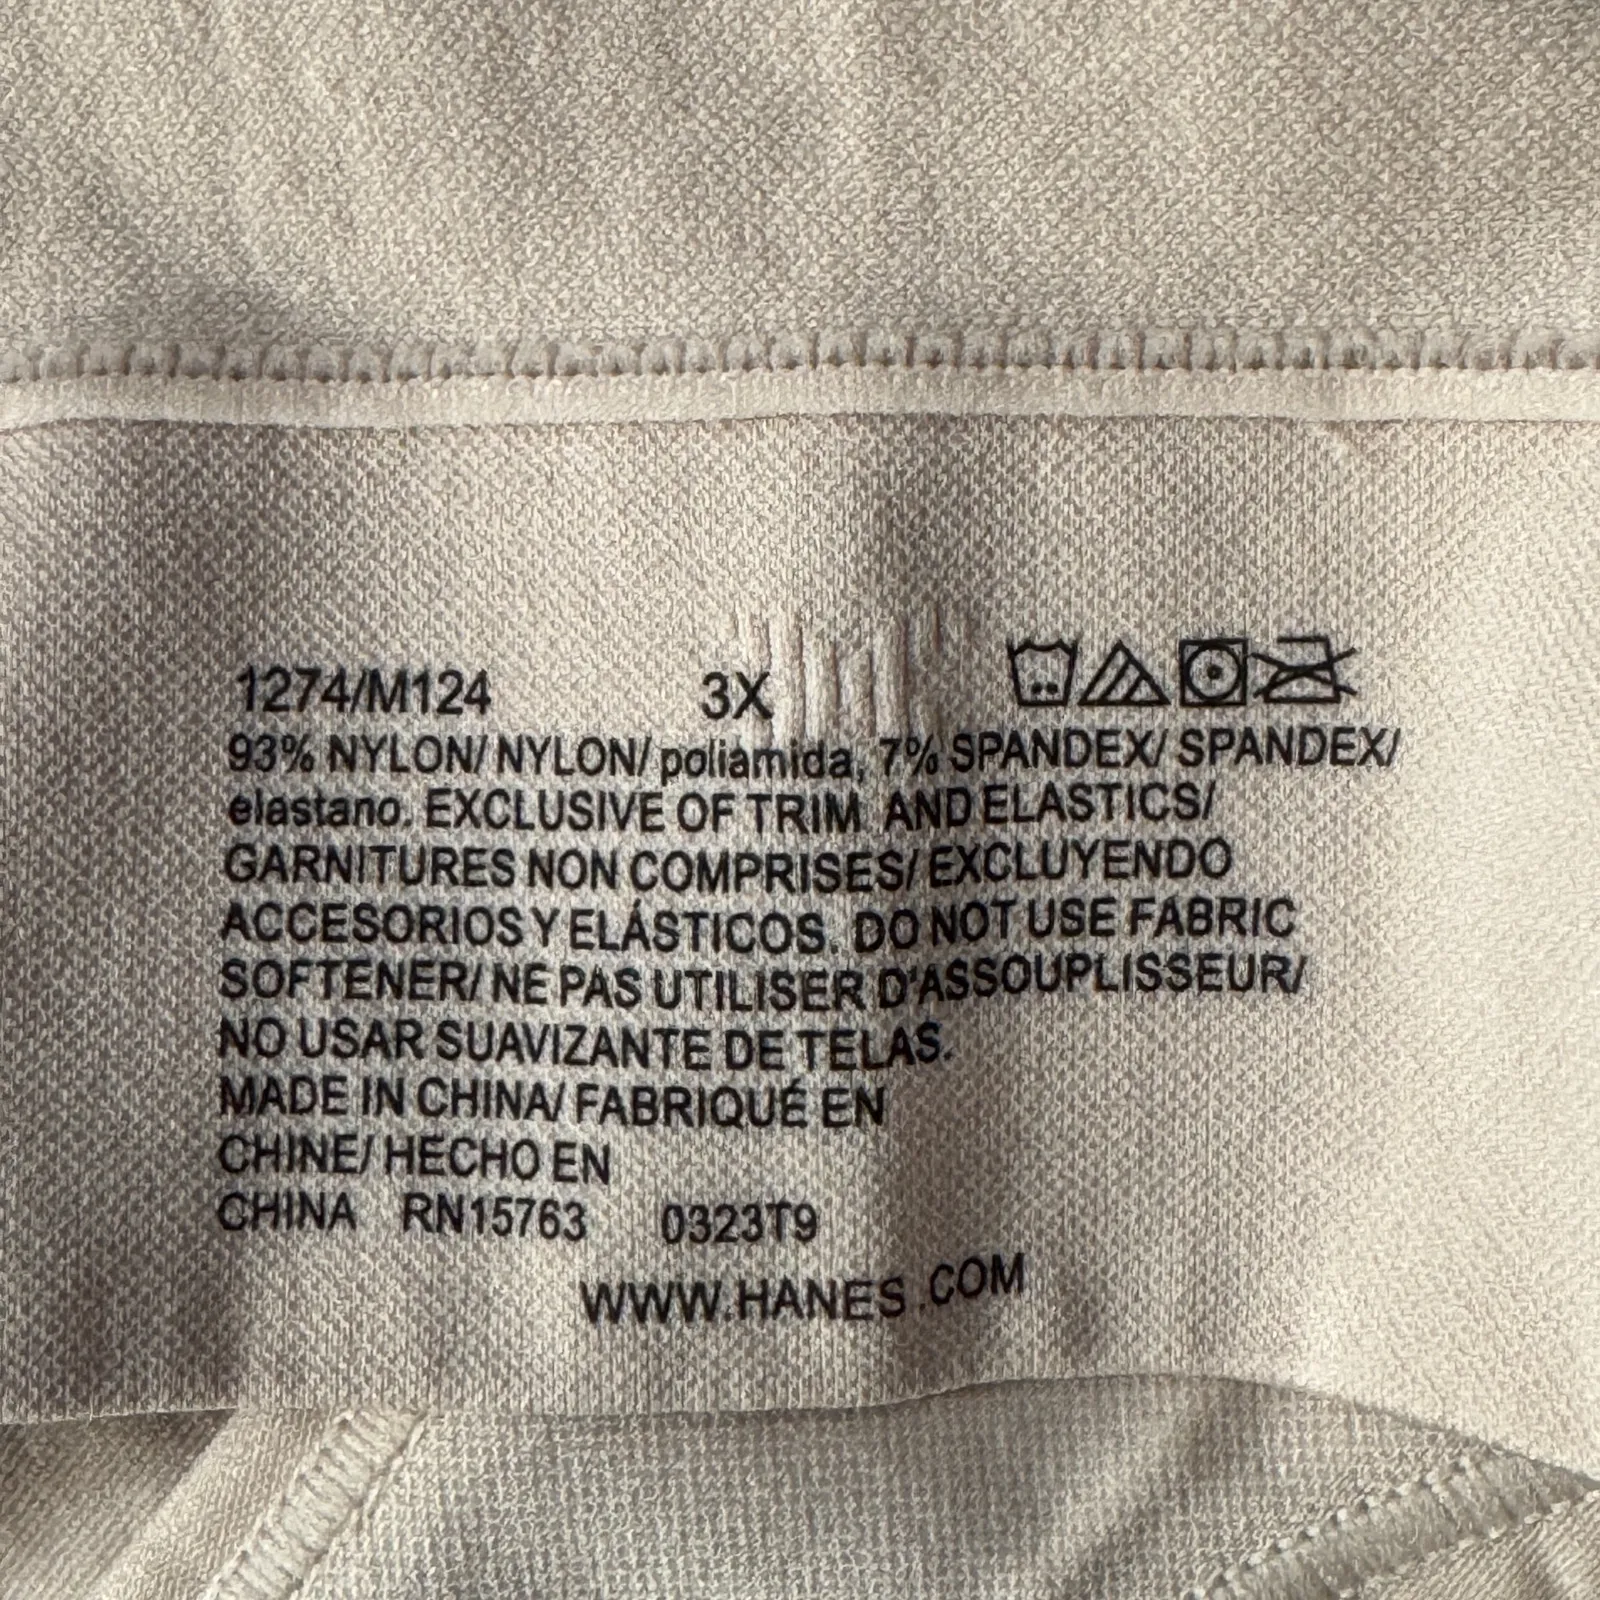 1274/M124 3X
93% NYLON/ NYLON/ poliamida, 7% SPANDEX/ SPANDEX/
elastano. EXCLUSIVE OF TRIM AND ELASTICS/
GARNITURES NON COMPRISES/ EXCLUYENDO
ACCESORIOS Y ELÁSTICOS. DO NOT USE FABRIC
SOFTENER/ NE PAS UTILISER D'ASSOUPLISSEUR/
NO USAR SUAVIZANTE DE TELAS.
MADE IN CHINA/ FABRIQUÉ EN
CHINE/ HECHO EN
CHINA RN15763 0323T9
WWW.HANES.COM